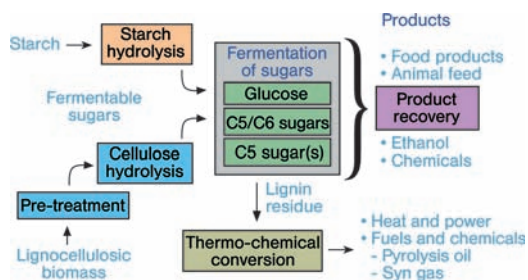 Products
Starch
Starch
hydrolysis
Fermentation
of sugars
• Food products
• Animal feed
Glucose
Fermentable
sugars
C5/C6 sugars
Product
recovery
Cellulose
hydrolysis
C5 sugar(s)
• Ethanol
• Chemicals
Pre-treatment
Lignin
residue
Lignocellulosic
biomass
Thermo-chemical
conversion
• Heat and power
• Fuels and chemicals
- Pyrolysis oil
- Syn gas